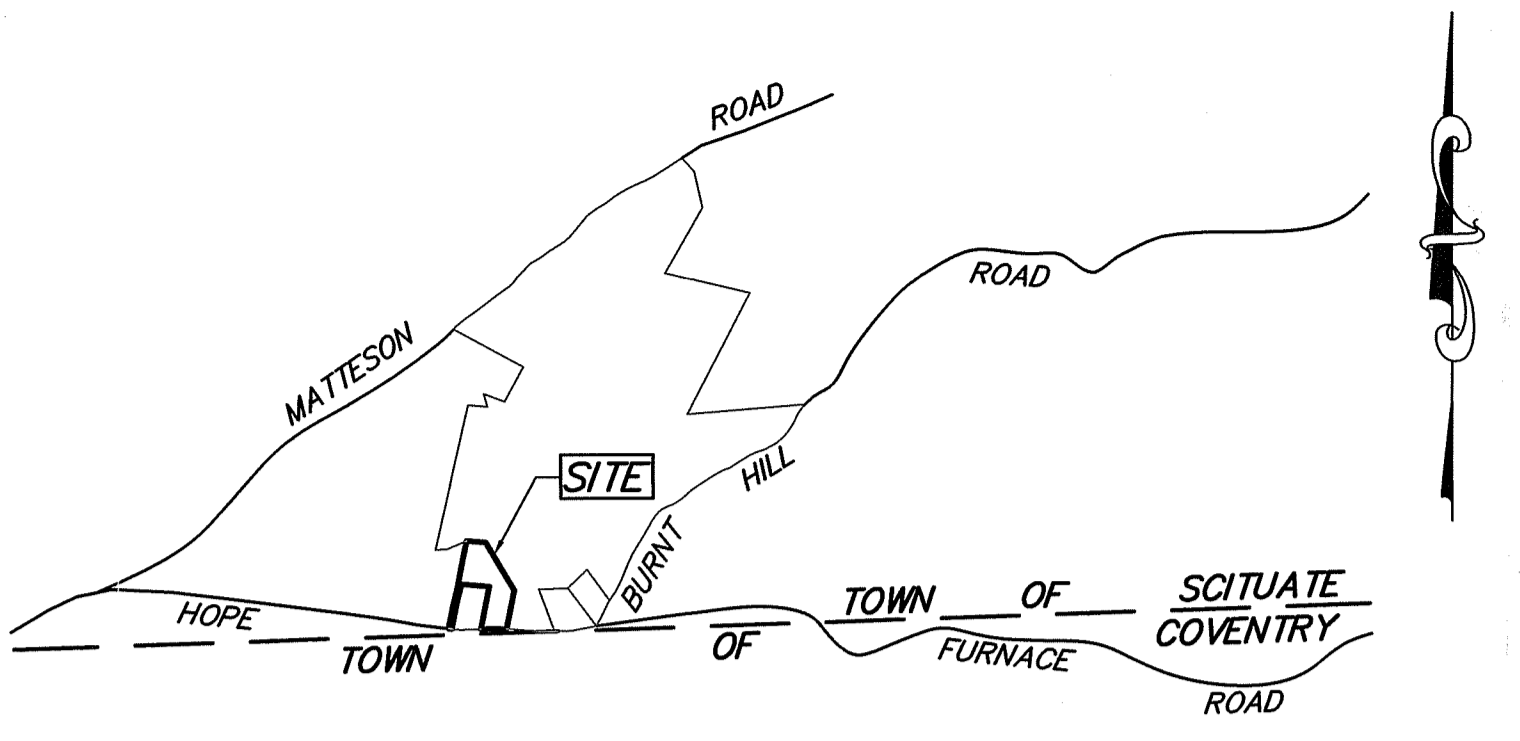 ROAD
ROAD
MATTESON
SITE
HILL
BURNT
TOWN OF SCITUATE
HOPE
TOWN OF COVENTRY
FURNACE
ROAD